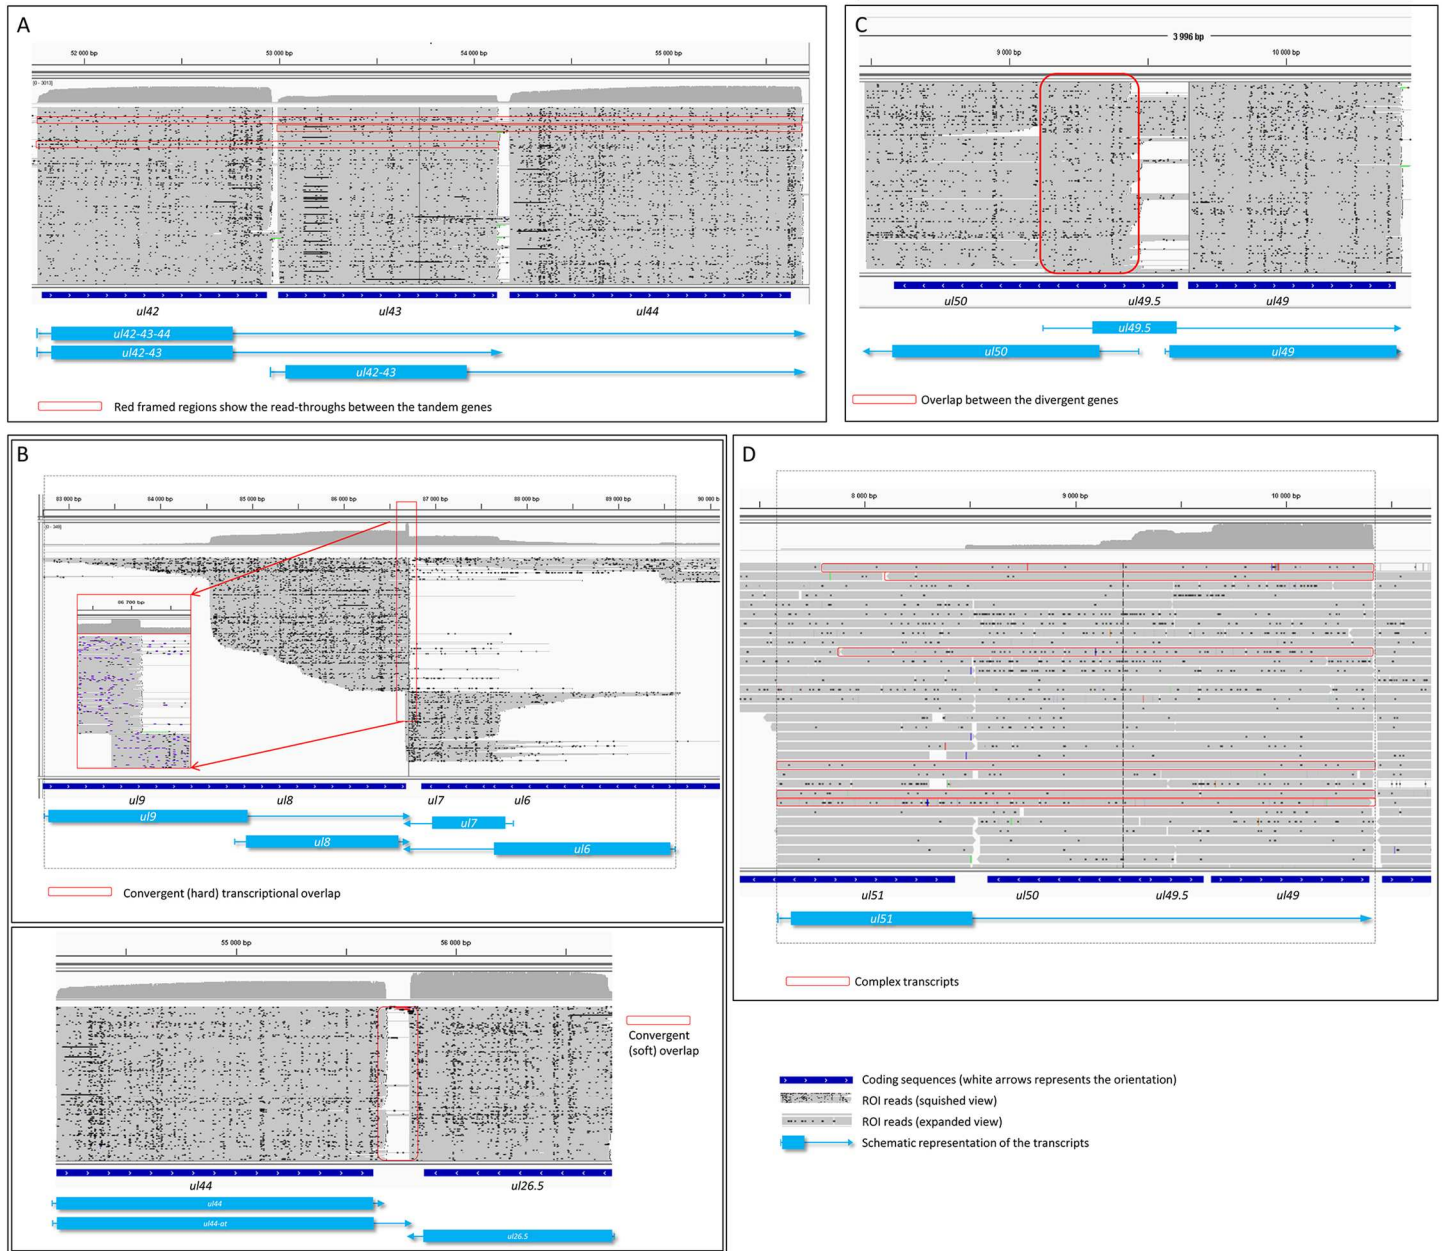 A
52 000 bp 53 000 bp 54 000 bp 55 000 bp
[0 - 3013]
ul42 ul43 ul44
ul42-43-44
ul42-43
ul42-43
Red framed regions show the read-throughs between the tandem genes
C
3 996 bp
9 000 bp 10 000 bp
ul50 ul49.5 ul49
ul49.5
ul50 ul49
Overlap between the divergent genes
B
83 000 bp 84 000 bp 85 000 bp 86 000 bp 87 000 bp 88 000 bp 89 000 bp 90 000 b
ul9 ul8 ul7 ul6
ul9 ul7
ul8 ul6
Convergent (hard) transcriptional overlap
55 000 bp 56 000 bp
Convergent
(soft) overlap
ul44 ul26.5
ul44
ul44-at
ul26.5
D
8 000 bp 9 000 bp 10 000 bp
ul51 ul50 ul49.5 ul49
ul51
Complex transcripts
Coding sequences (white arrows represents the orientation)
ROI reads (squished view)
ROI reads (expanded view)
Schematic representation of the transcripts